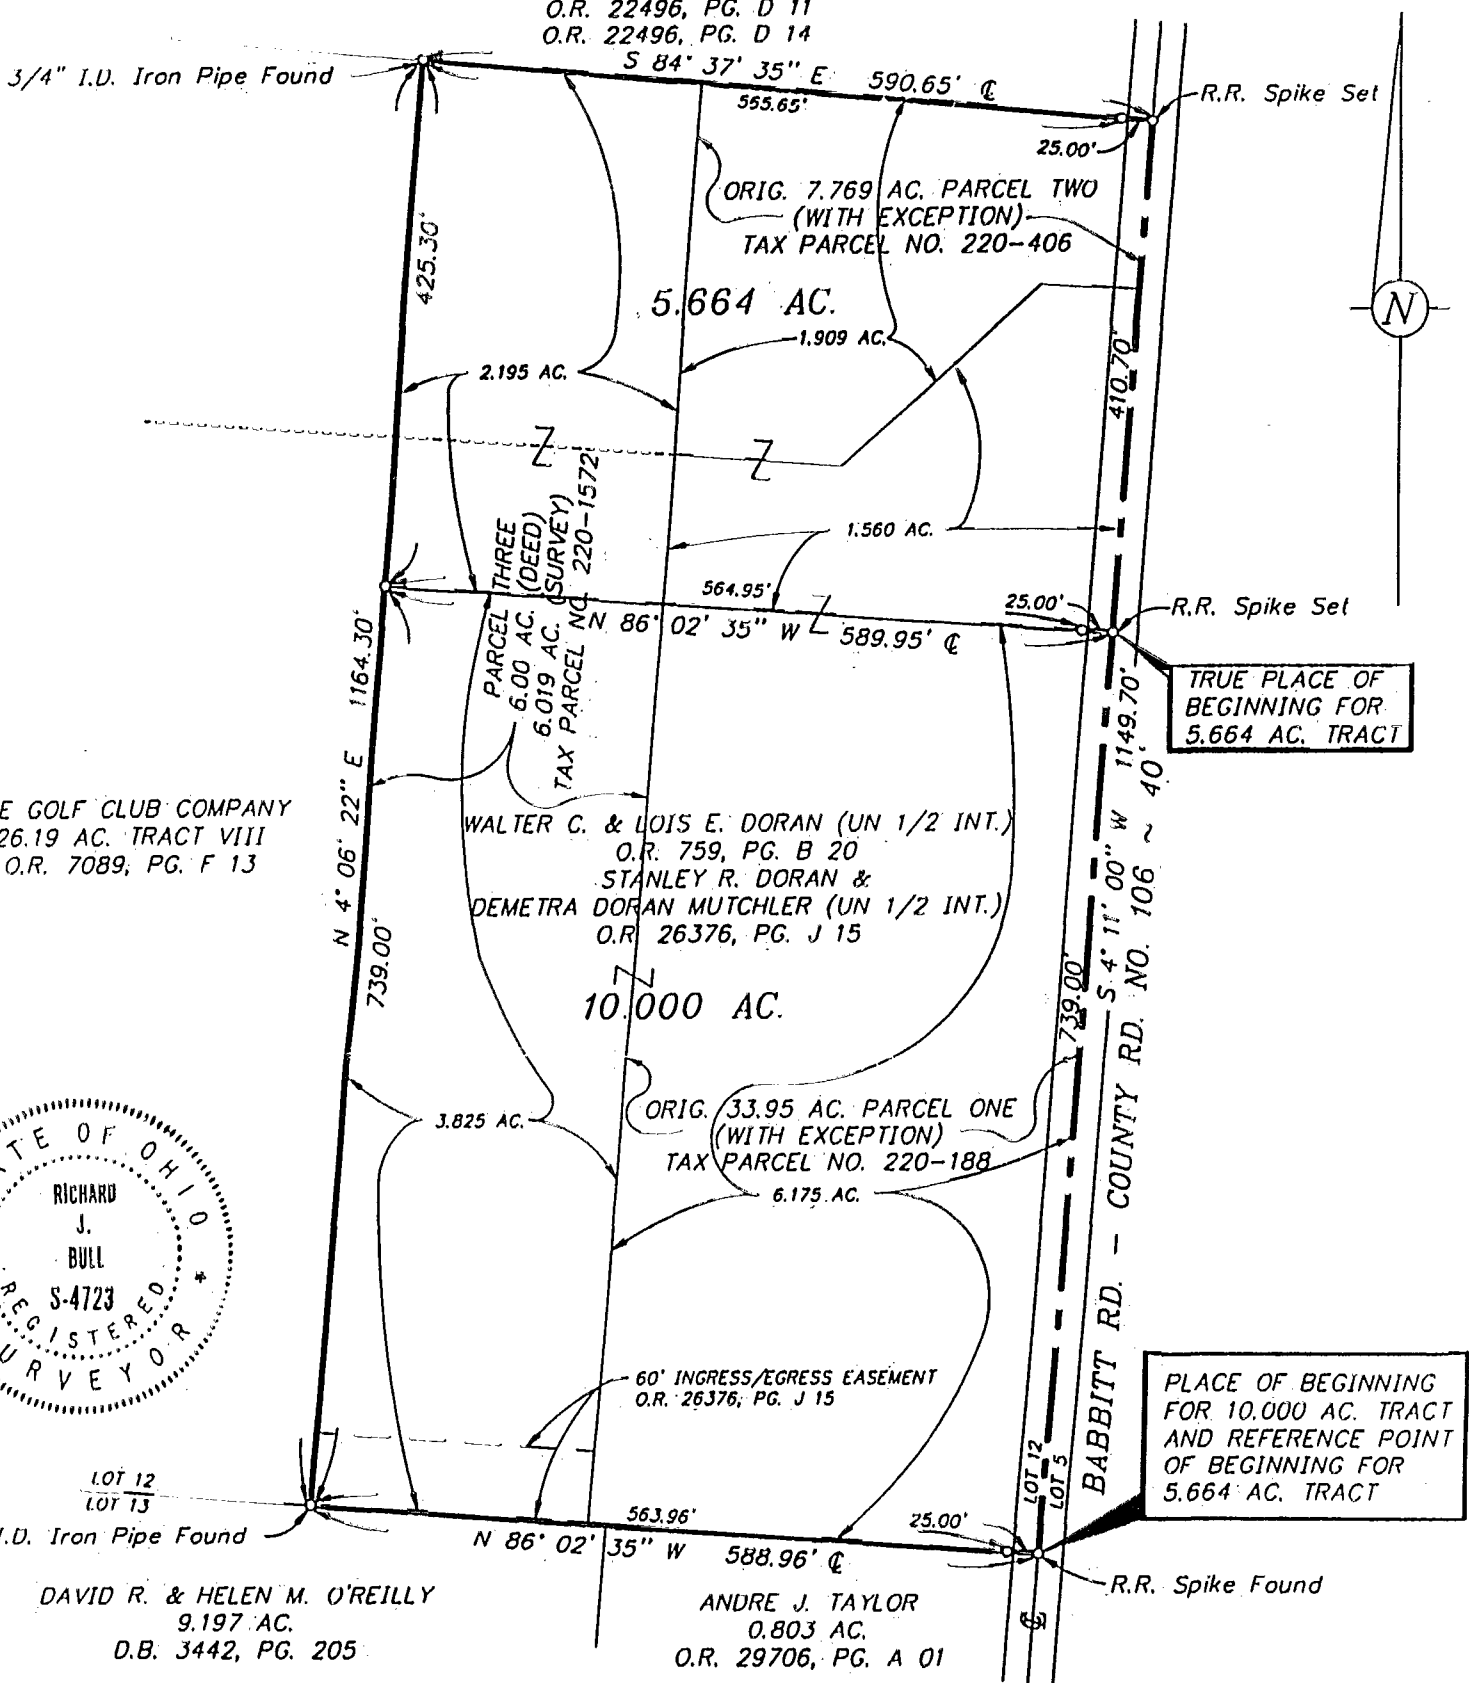 O.R. 22496, PG. D 11
O.R. 22496, PG. D 14
S 84° 37' 35" E 590.65' ℄
555.65'
3/4" I.D. Iron Pipe Found
R.R. Spike Set
25.00'
ORIG. 7.769 AC. PARCEL TWO
(WITH EXCEPTION)
TAX PARCEL NO. 220-406
425.30'
5.664 AC.
N
1.909 AC.
2.195 AC.
410.70'
PARCEL THREE
6.00 AC. (DEED)
6.019 AC. (SURVEY)
TAX PARCEL NO. 220-1572
1.560 AC.
564.95'
25.00'
R.R. Spike Set
N 86° 02' 35" W 589.95' ℄
TRUE PLACE OF
BEGINNING FOR
5.664 AC. TRACT
N 4° 06' 22" E 1164.30'
739.00'
S 4° 11' 00" W 1149.70'
739.00'
BABBITT RD. - COUNTY RD. NO. 106 ~ 40'
E GOLF CLUB COMPANY
26.19 AC. TRACT VIII
O.R. 7089, PG. F 13
WALTER C. & LOIS E. DORAN (UN 1/2 INT.)
O.R. 759, PG. B 20
STANLEY R. DORAN &
DEMETRA DORAN MUTCHLER (UN 1/2 INT.)
O.R. 26376, PG. J 15
10.000 AC.
3.825 AC.
ORIG. 33.95 AC. PARCEL ONE
(WITH EXCEPTION)
TAX PARCEL NO. 220-188
6.175 AC.
TE OF OHIO
RICHARD
J.
BULL
S-4723
REGISTERED
URVEYOR *
60' INGRESS/EGRESS EASEMENT
O.R. 26376, PG. J 15
PLACE OF BEGINNING
FOR 10.000 AC. TRACT
AND REFERENCE POINT
OF BEGINNING FOR
5.664 AC. TRACT
LOT 12
LOT 5
LOT 12
LOT 13
.D. Iron Pipe Found
563.96'
25.00'
N 86° 02' 35" W 588.96' ℄
R.R. Spike Found
℄
DAVID R. & HELEN M. O'REILLY
9.197 AC.
D.B. 3442, PG. 205
ANDRE J. TAYLOR
0.803 AC.
O.R. 29706, PG. A 01